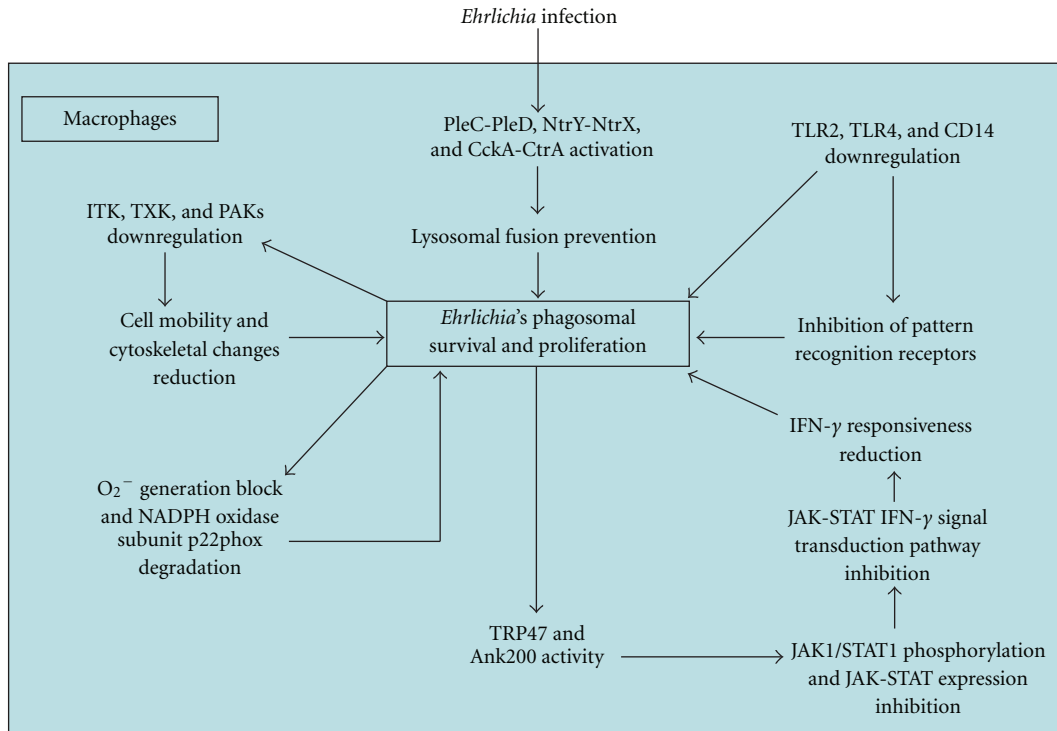 Ehrlichia infection
Macrophages
PleC-PleD, NtrY-NtrX,
and CckA-CtrA activation
TLR2, TLR4, and CD14
downregulation
ITK, TXK, and PAKs
downregulation
Lysosomal fusion prevention
Cell mobility and
cytoskeletal changes
reduction
Ehrlichia’s phagosomal
survival and proliferation
Inhibition of pattern
recognition receptors
IFN-γ responsiveness
reduction
O₂⁻ generation block
and NADPH oxidase
subunit p22phox
degradation
JAK-STAT IFN-γ signal
transduction pathway
inhibition
TRP47 and
Ank200 activity
JAK1/STAT1 phosphorylation
and JAK-STAT expression
inhibition